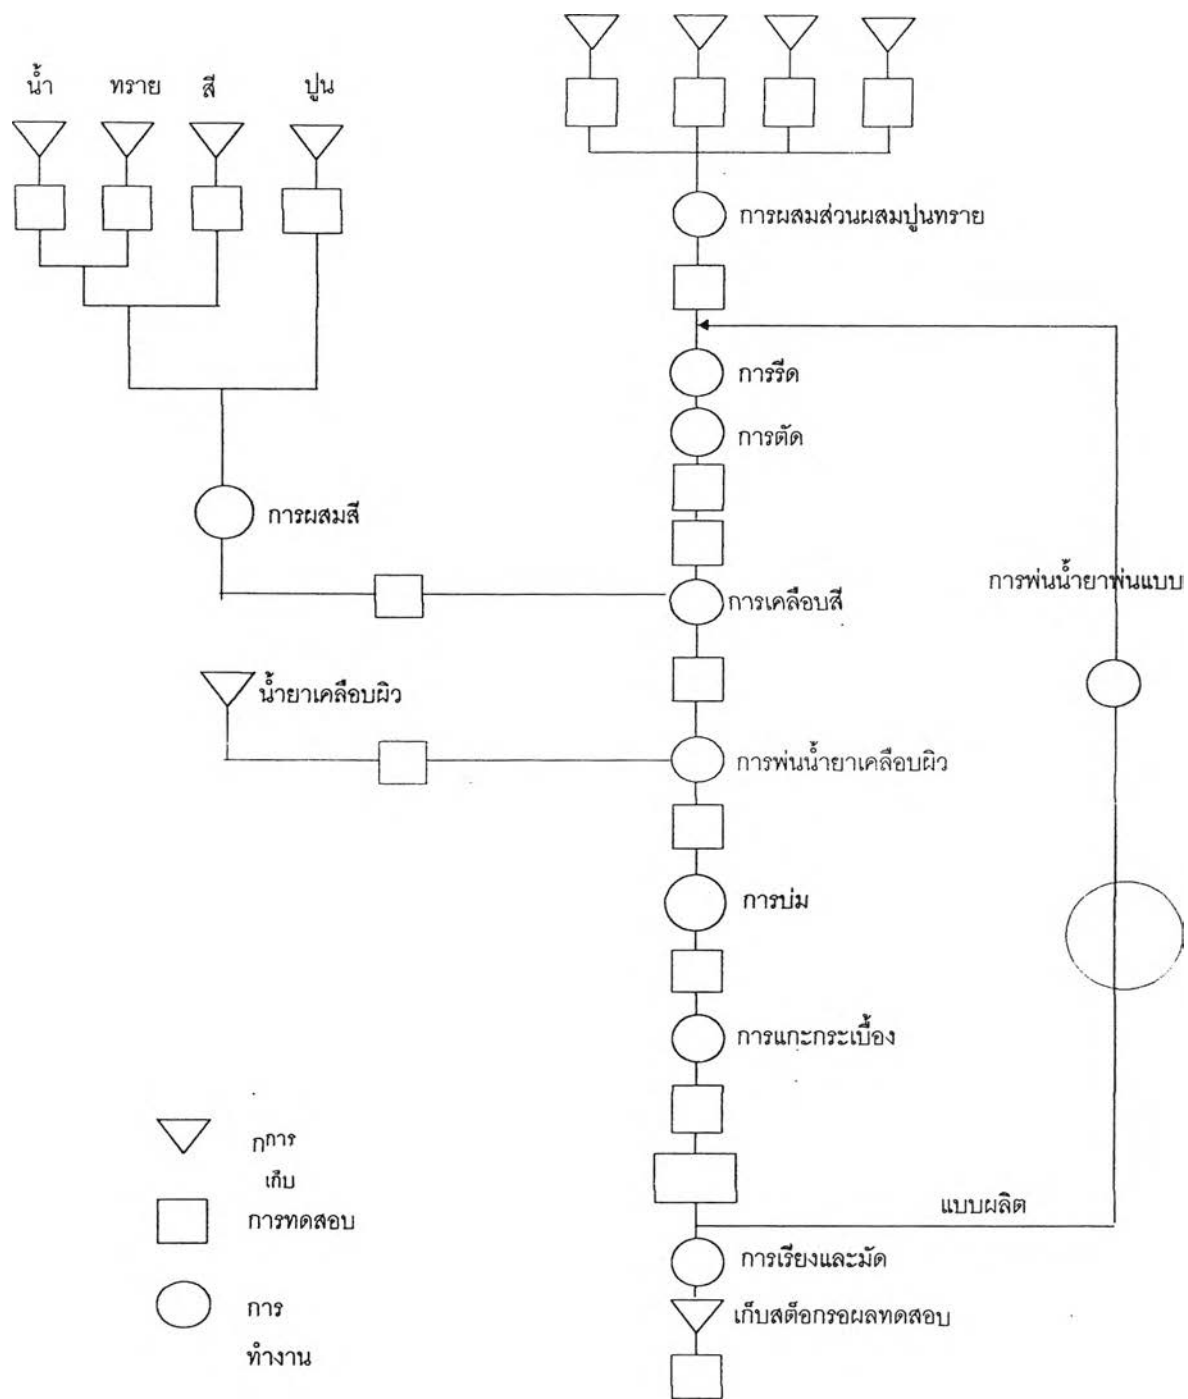 น้ำ ทราย สี ปูน
การผสมส่วนผสมปูนทราย
การรีด
การตัด
การผสมสี
การพ่นน้ำยาพ่นแบบ
การเคลือบสี
น้ำยาเคลือบผิว
การพ่นน้ำยาเคลือบผิว
การบ่ม
การแกะกระเบื้อง
กการ
เก็บ
แบบผลิต
การทดสอบ
การเรียงและมัด
การ
เก็บสต็อกรอผลทดสอบ
ทำงาน